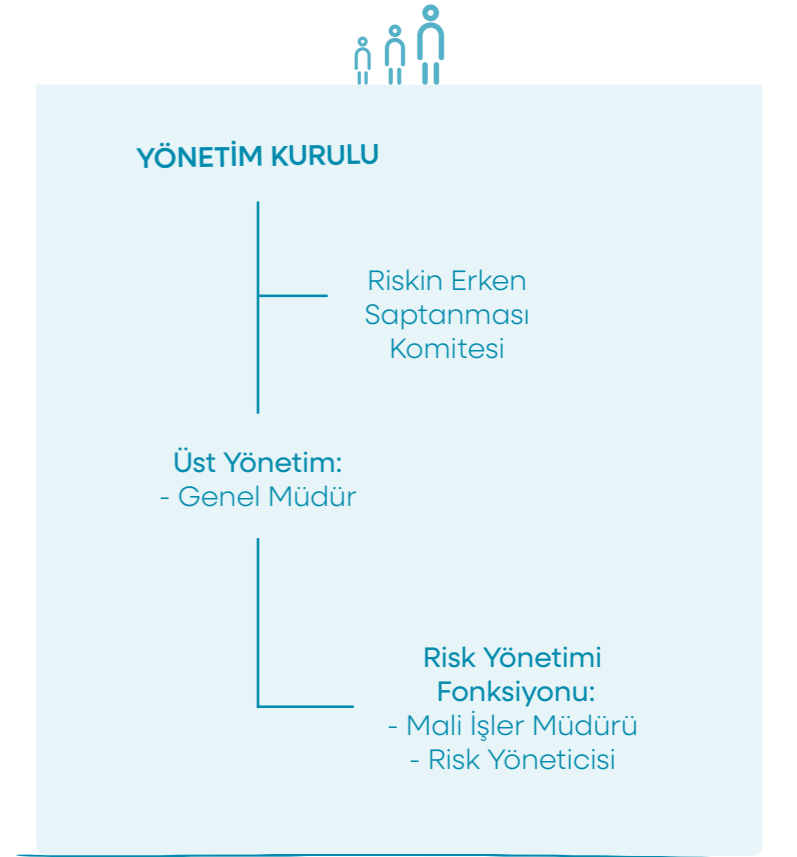 YÖNETİM KURULU
Riskin Erken
Saptanması
Komitesi
Üst Yönetim:
- Genel Müdür
Risk Yönetimi
Fonksiyonu:
- Mali İşler Müdürü
- Risk Yöneticisi